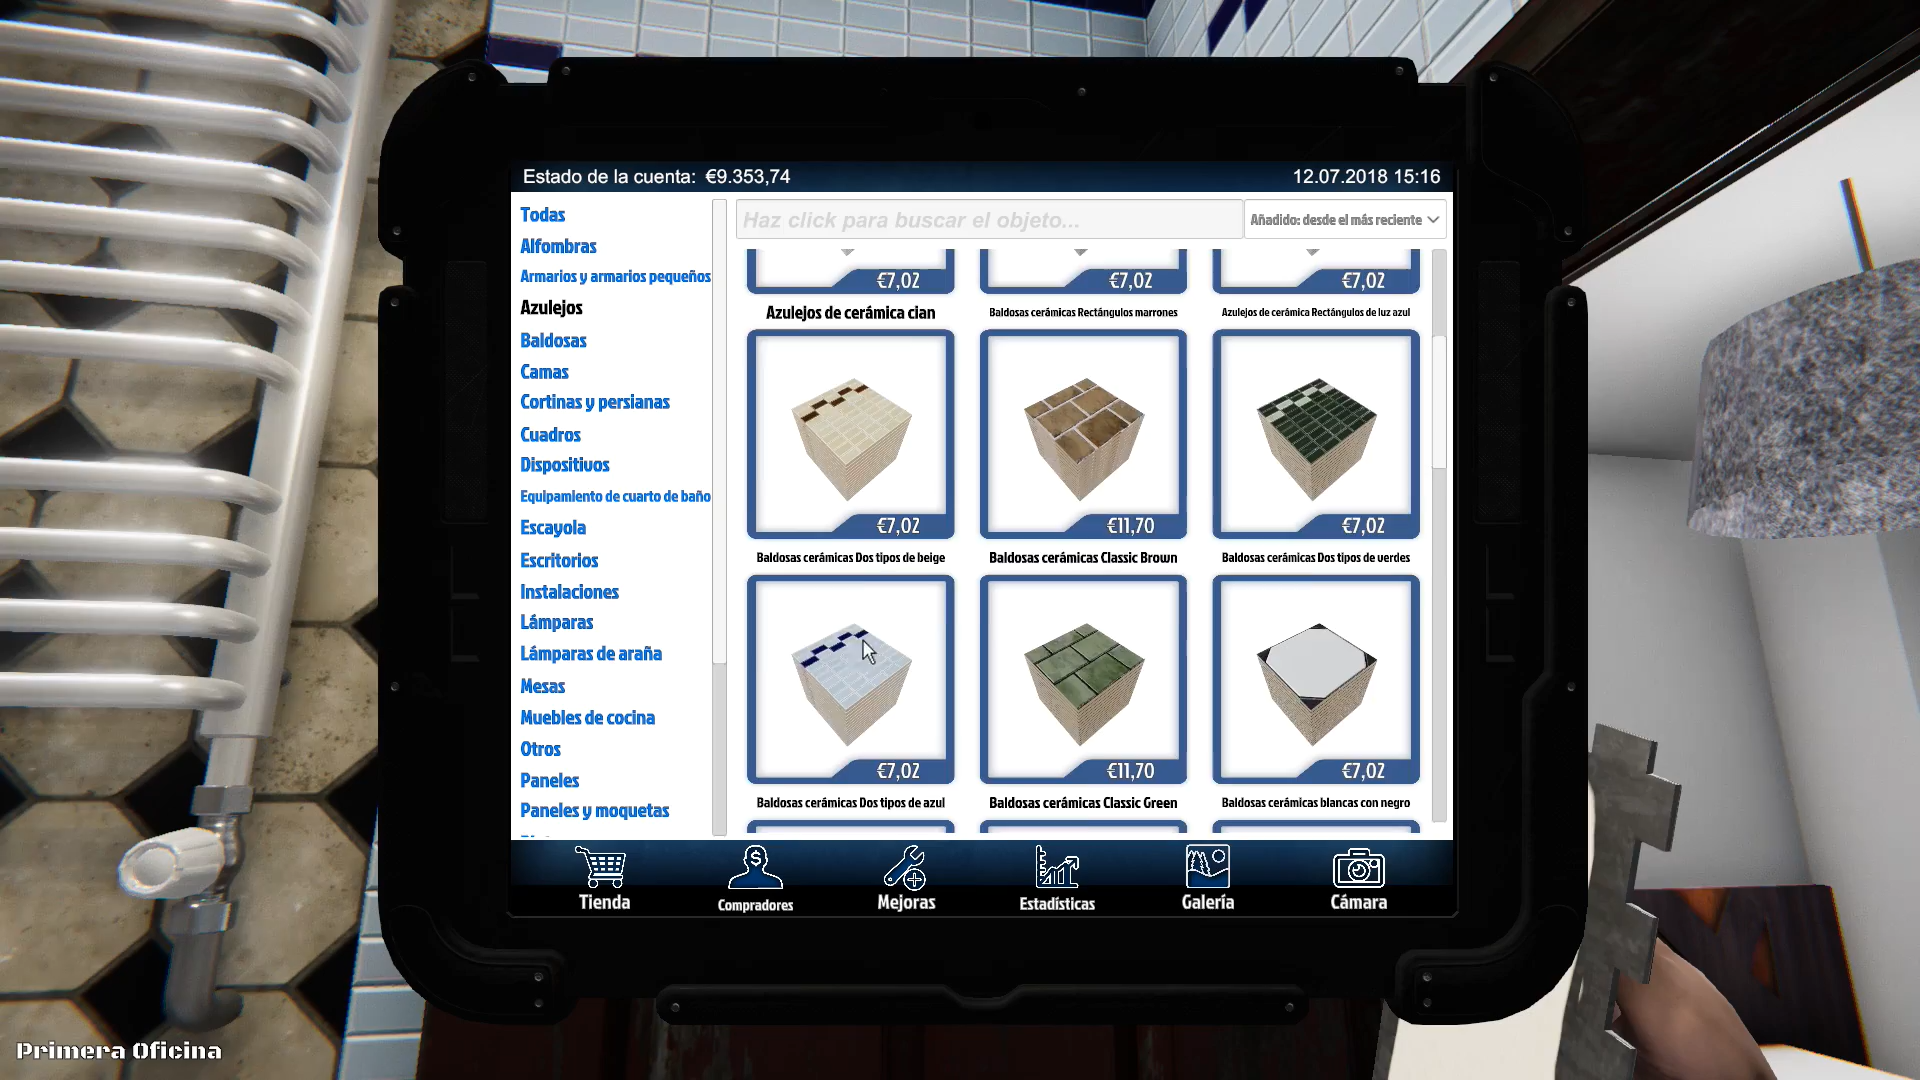 Estado de la cuenta: €9.353,74
12.07.2018 15:16
Todas
Alfombras
Armarios y armarios pequeños
Azulejos
Baldosas
Camas
Cortinas y persianas
Cuadros
Dispositivos
Equipamiento de cuarto de baño
Escayola
Escritorios
Instalaciones
Lámparas
Lámparas de araña
Mesas
Muebles de cocina
Otros
Paneles
Paneles y moquetas
Haz click para buscar el objeto...
Añadido: desde el más reciente
€7,02
€7,02
€7,02
Azulejos de cerámica cian
Baldosas cerámicas Rectángulos marrones
Azulejos de cerámica Rectángulos de luz azul
€7,02
€11,70
€7,02
Baldosas cerámicas Dos tipos de beige
Baldosas cerámicas Classic Brown
Baldosas cerámicas Dos tipos de verdes
€7,02
€11,70
€7,02
Baldosas cerámicas Dos tipos de azul
Baldosas cerámicas Classic Green
Baldosas cerámicas blancas con negro
Tienda
Compradores
Mejoras
Estadísticas
Galería
Cámara
Primera Oficina